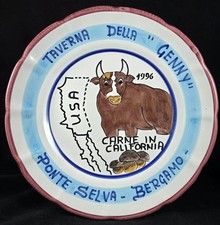 TAVERNA DELLA "GENNY"
1996
USA
CARNE IN
CALIFORNIA
PONTE SELVA - BERGAMO -